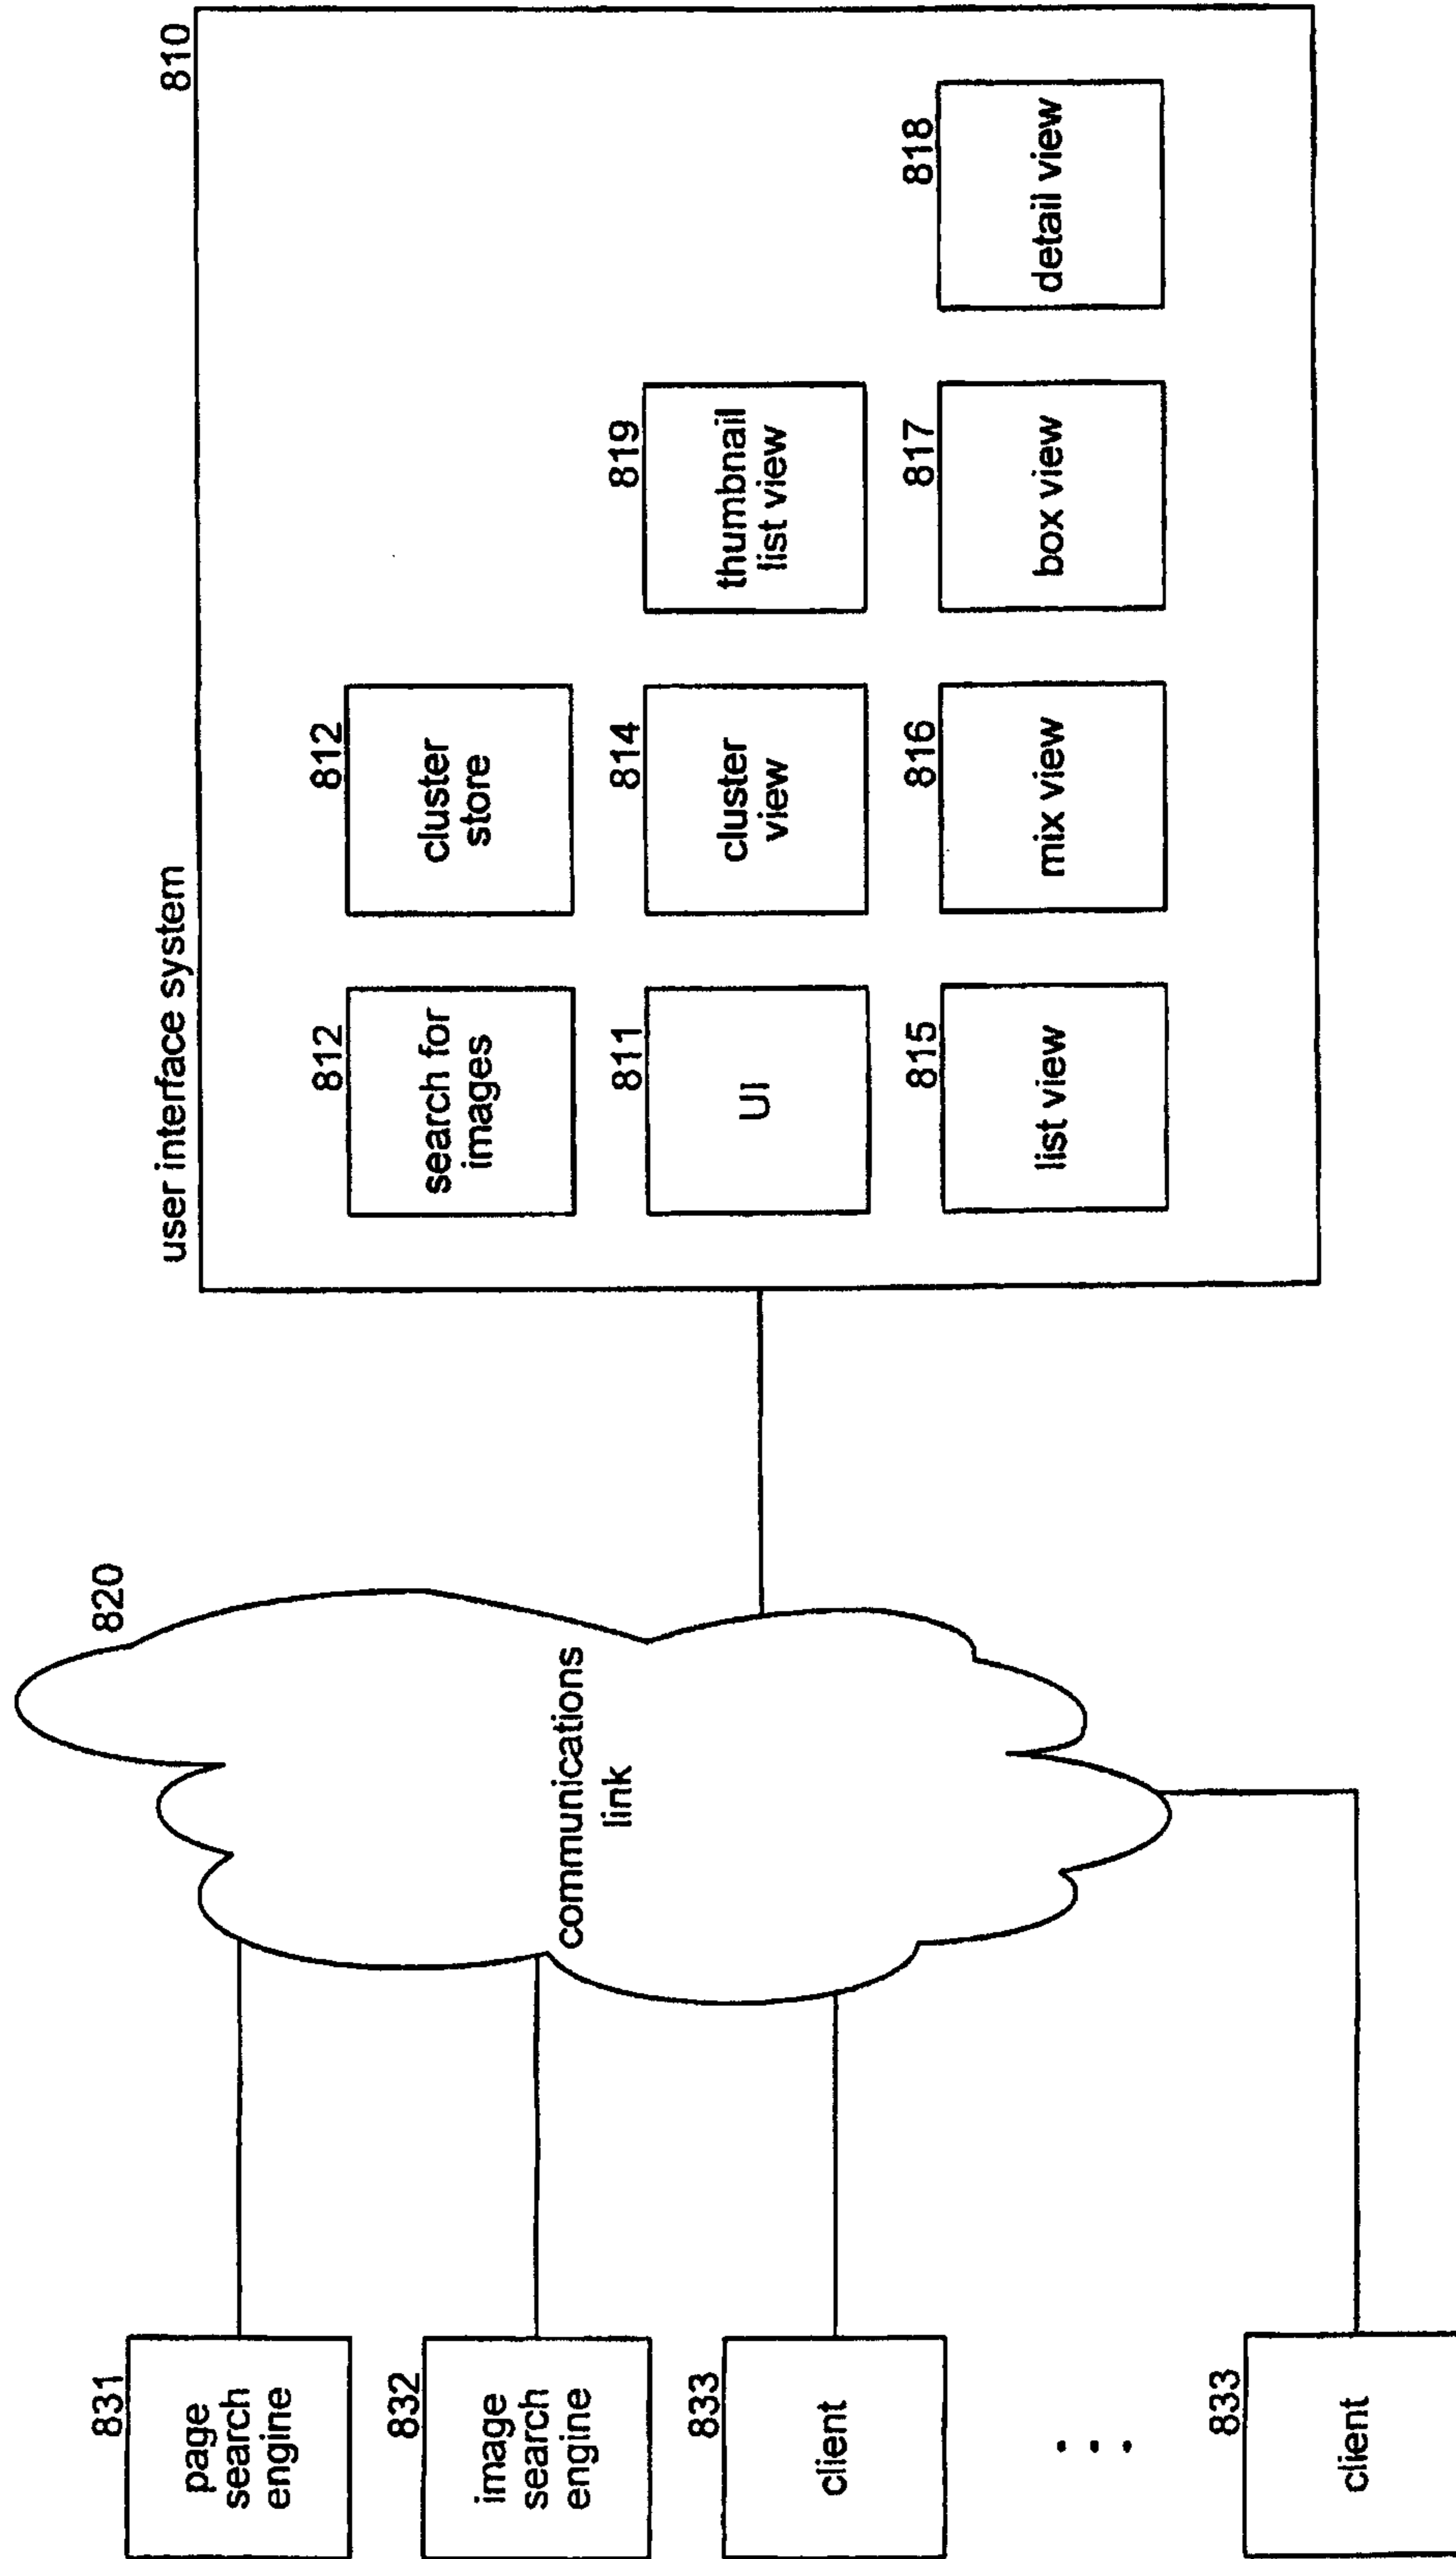 831
page
search
engine
832
image
search
engine
833
client
...
833
client
820
communications
link
user interface system
810
812
search for
images
812
cluster
store
811
UI
814
cluster
view
819
thumbnail
list view
815
list view
816
mix view
817
box view
818
detail view